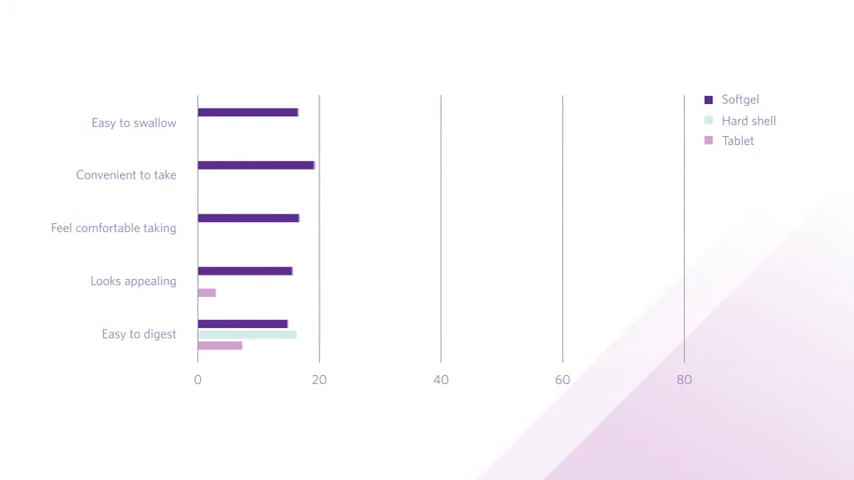 Softgel
Hard shell
Tablet
Easy to swallow
Convenient to take
Feel comfortable taking
Looks appealing
Easy to digest
0 20 40 60 80